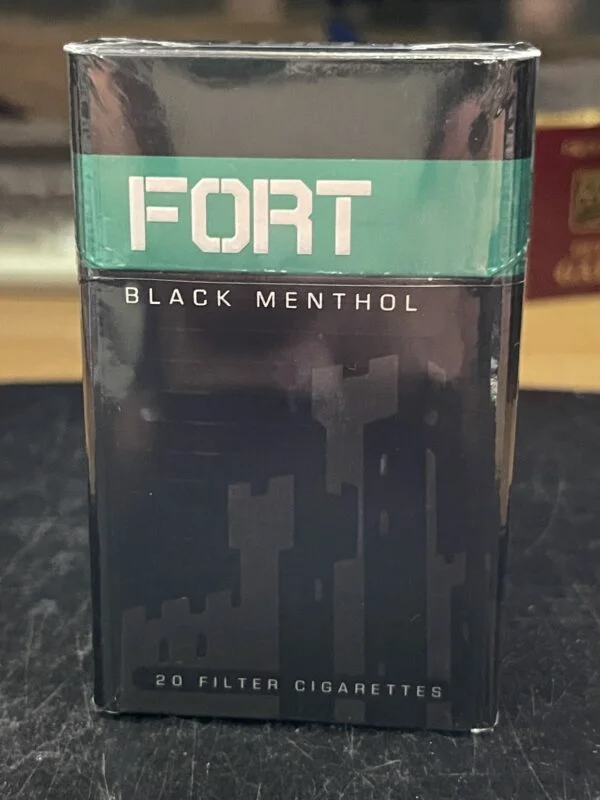 FORT
BLACK MENTHOL
20 FILTER CIGARETTES